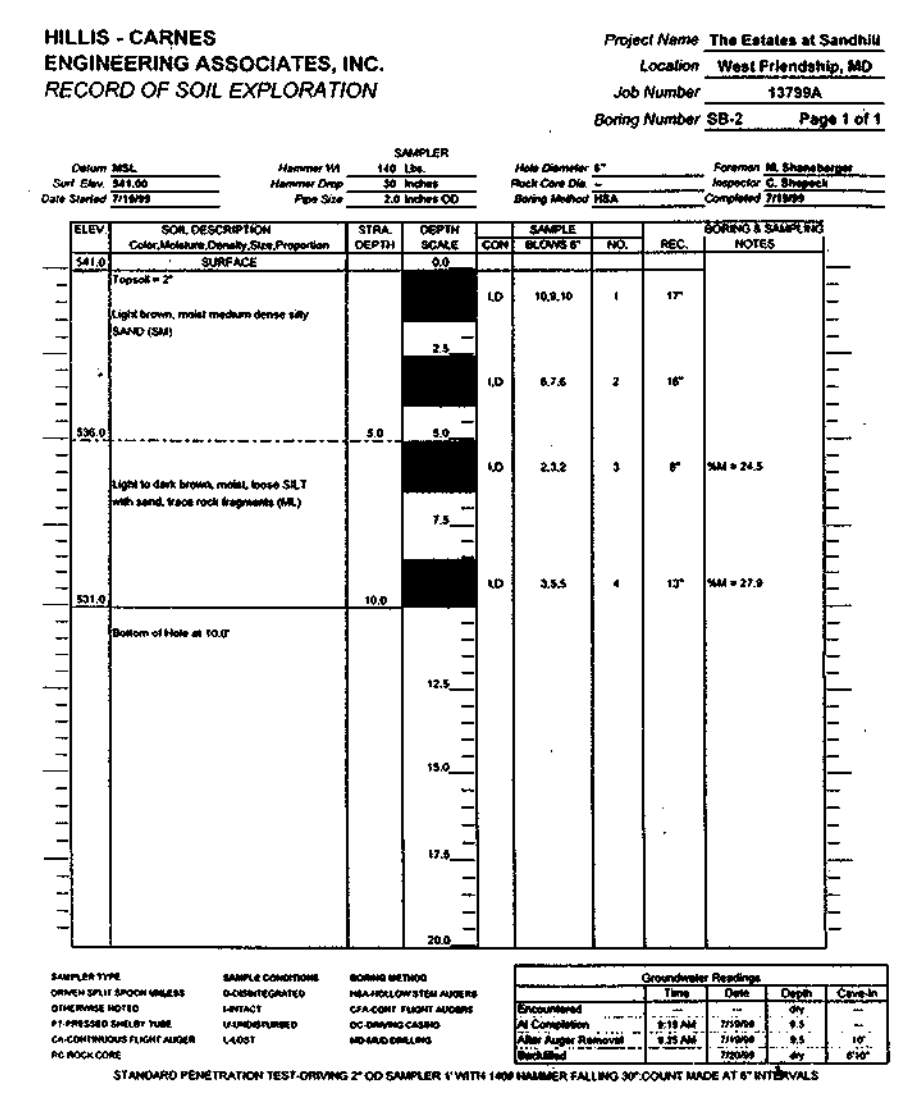 HILLIS - CARNES
ENGINEERING ASSOCIATES, INC.
RECORD OF SOIL EXPLORATION
Project Name The Estates at Sandhill
Location West Friendship, MD
Job Number 13799A
Boring Number SB-2 Page 1 of 1
SAMPLER
Datum MSL Hammer Wt 140 Lbs. Hole Diameter 6" Foreman M. Shaneberger
Surf Elev. 541.00 Hammer Drop 30 Inches Rock Core Dia. -- Inspector C. Shepeck
Date Started 7/19/99 Pipe Size 2.0 Inches OD Boring Method HSA Completed 7/19/99
ELEV. SOIL DESCRIPTION STRA. DEPTH SAMPLE BORING & SAMPLING
Color,Moisture,Density,Size,Proportion DEPTH SCALE CON BLOWS 6" NO. REC. NOTES
541.0 SURFACE 0.0
Topsoil = 2"
I,D 10,9,10 1 17"
Light brown, moist medium dense silty
SAND (SM)
2.5
I,D 6,7,6 2 16"
536.0 5.0 5.0
I,D 2,3,2 3 8" %M = 24.5
Light to dark brown, moist, loose SILT
with sand, trace rock fragments (ML)
7.5
I,D 3,5,5 4 13" %M = 27.9
531.0 10.0
Bottom of Hole at 10.0'
12.5
15.0
17.5
20.0
SAMPLER TYPE SAMPLE CONDITIONS BORING METHOD
DRIVEN SPLIT SPOON UNLESS D-DISINTEGRATED HSA-HOLLOW STEM AUGERS
OTHERWISE NOTED I-INTACT CFA-CONT FLIGHT AUGERS
PT-PRESSED SHELBY TUBE U-UNDISTURBED DC-DRIVING CASING
CA-CONTINUOUS FLIGHT AUGER L-LOST MD-MUD DRILLING
RC-ROCK CORE
Groundwater Readings
Time Date Depth Cave-In
Encountered --- --- dry ---
At Completion 9:19 AM 7/19/99 9.5 ---
After Auger Removal 9:35 AM 7/19/99 9.5 10"
Backfilled 7/20/99 dry 6'10"
STANDARD PENETRATION TEST-DRIVING 2" OD SAMPLER 1' WITH 140# HAMMER FALLING 30":COUNT MADE AT 6" INTERVALS